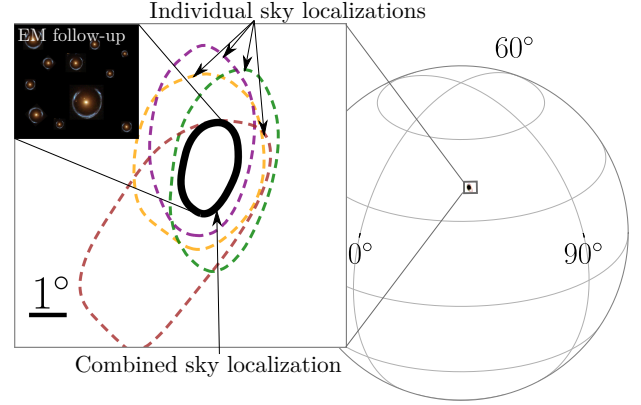 Individual sky localizations
EM follow-up
60°
0°
90°
1°
Combined sky localization